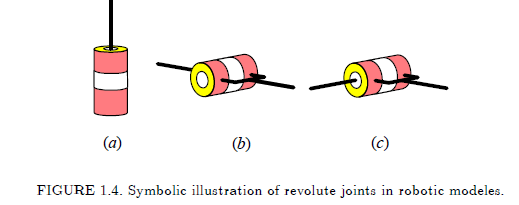 (a) (b) (c)
FIGURE 1.4. Symbolic illustration of revolute joints in robotic modeles.